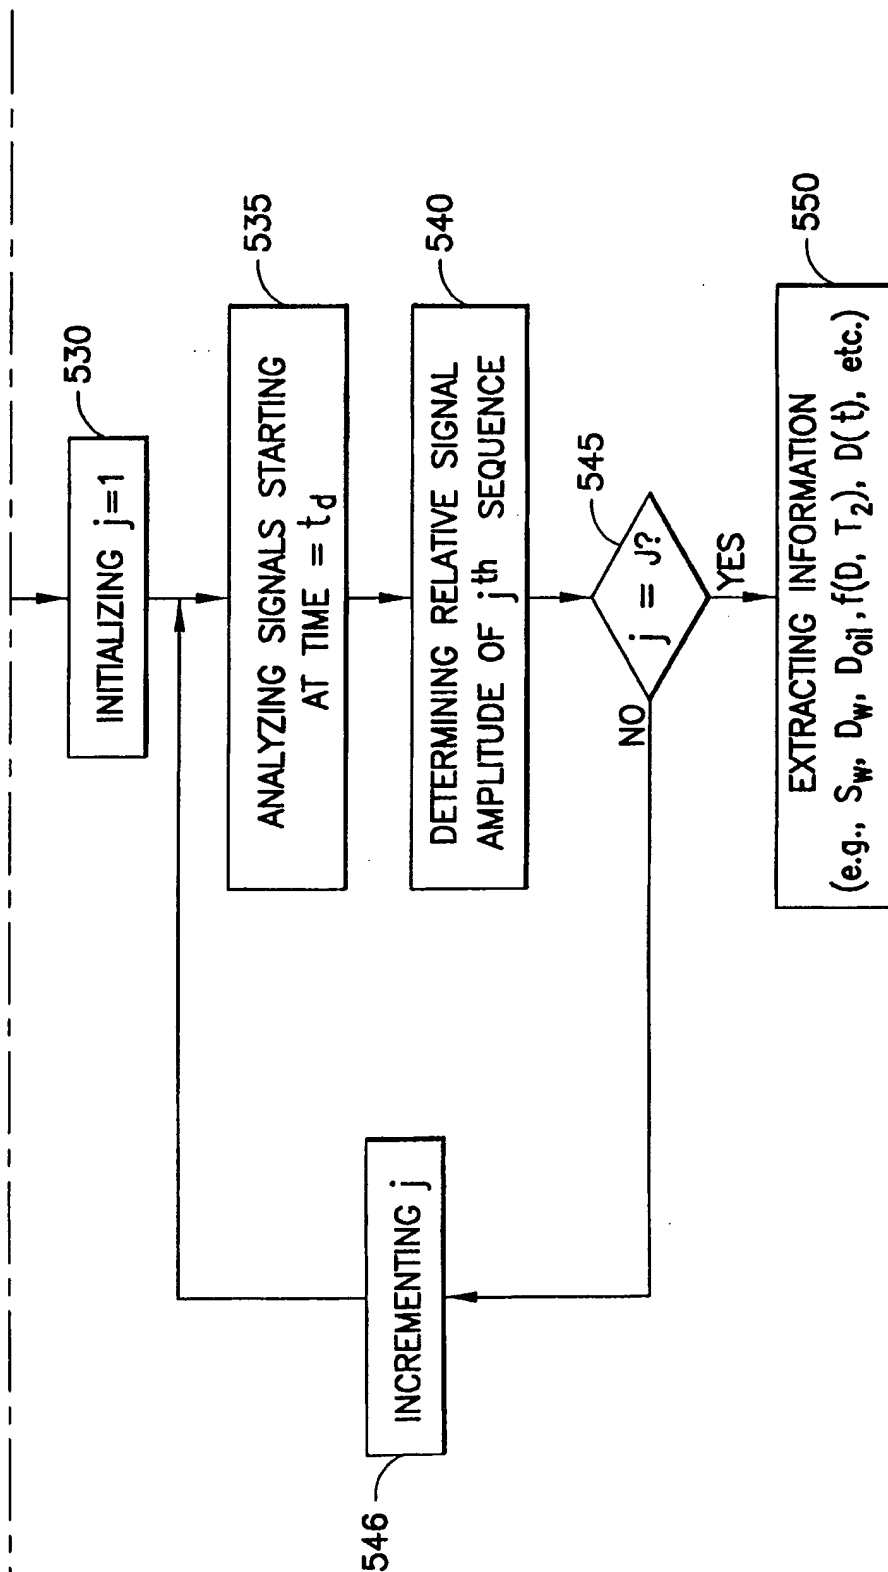 530
INITIALIZING j=1
535
ANALYZING SIGNALS STARTING
AT TIME = t_d
540
DETERMINING RELATIVE SIGNAL
AMPLITUDE OF jth SEQUENCE
545
j = J?
NO
YES
546
INCREMENTING j
550
EXTRACTING INFORMATION
(e.g., S_w, D_w, D_oil, f(D, T_2), D(t), etc.)